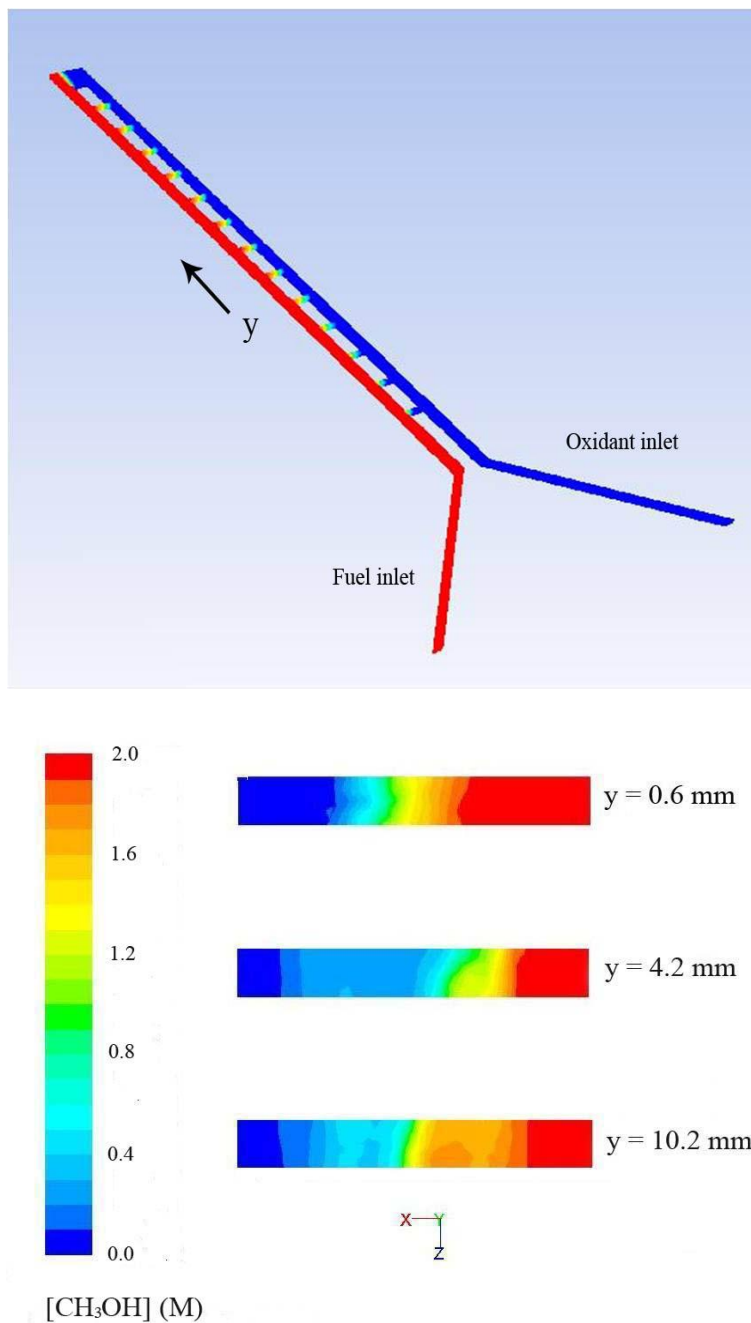 y
Oxidant inlet
Fuel inlet
2.0
1.6
1.2
0.8
0.4
0.0
[CH₃OH] (M)
y = 0.6 mm
y = 4.2 mm
y = 10.2 mm
X Y
Z